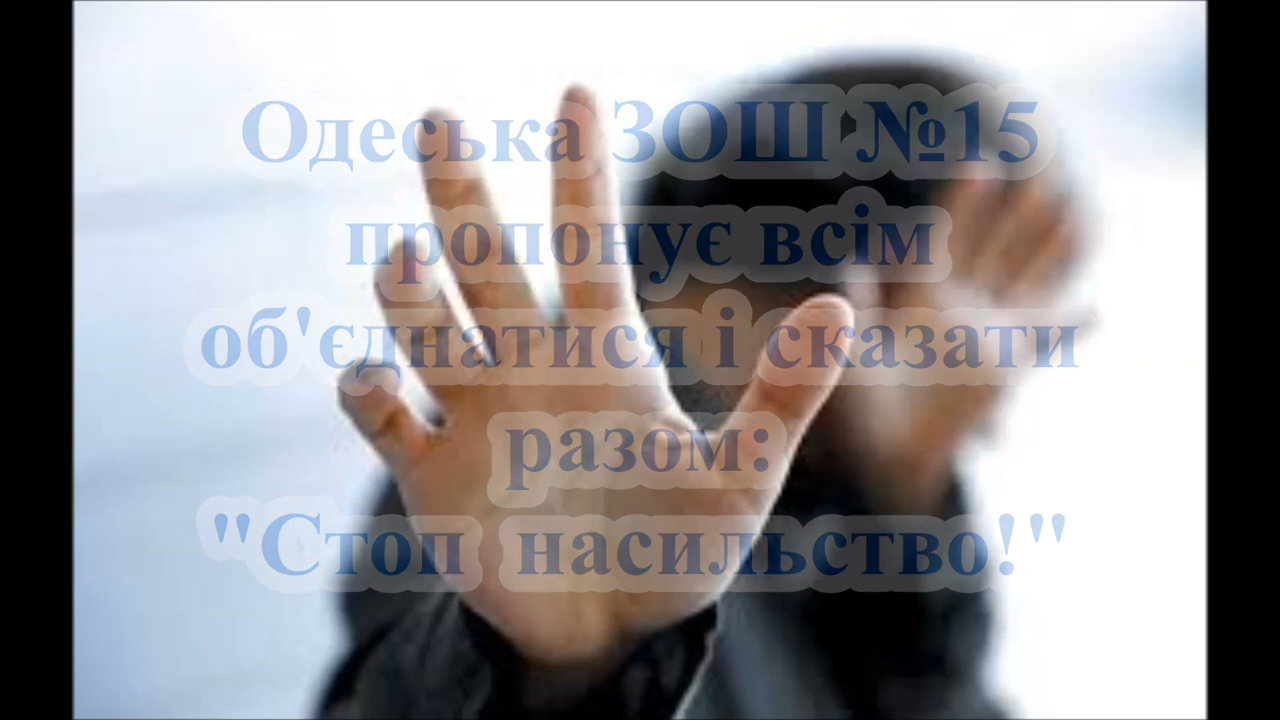 Одеська ЗОШ №15
пропонує всім
об'єднатися і сказати
разом:
"Стоп насильство!"